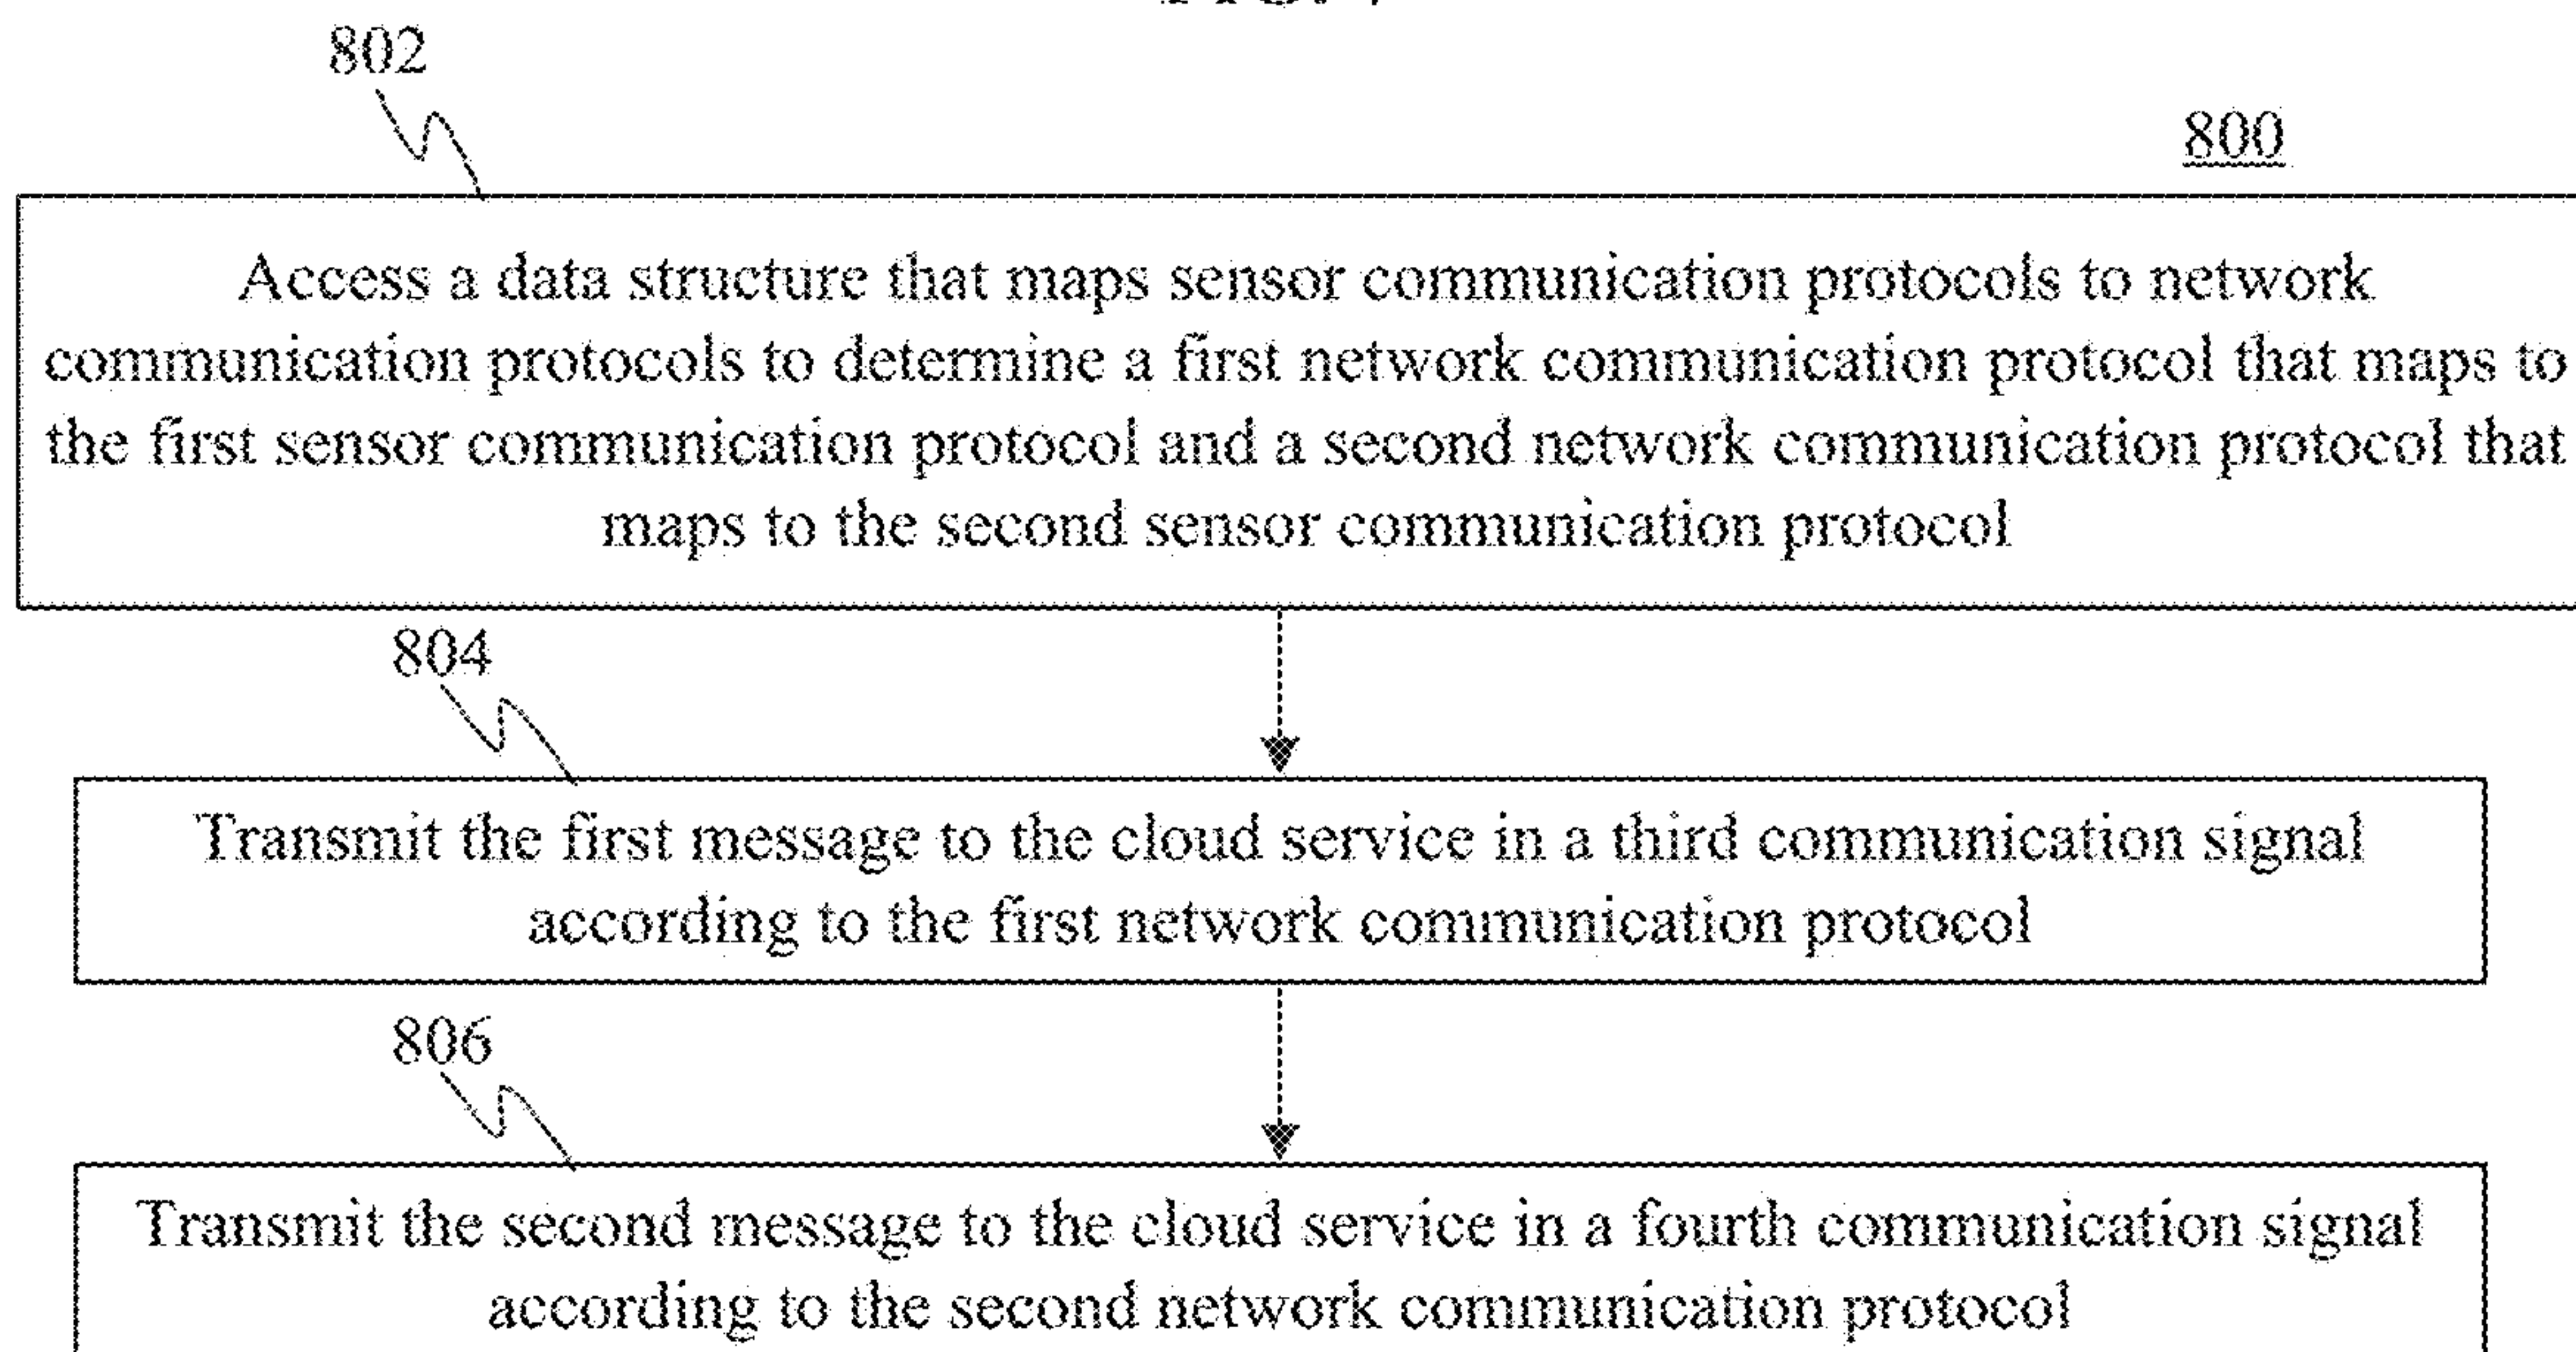 802
800
Access a data structure that maps sensor communication protocols to network
communication protocols to determine a first network communication protocol that maps to
the first sensor communication protocol and a second network communication protocol that
maps to the second sensor communication protocol
804
Transmit the first message to the cloud service in a third communication signal
according to the first network communication protocol
806
Transmit the second message to the cloud service in a fourth communication signal
according to the second network communication protocol